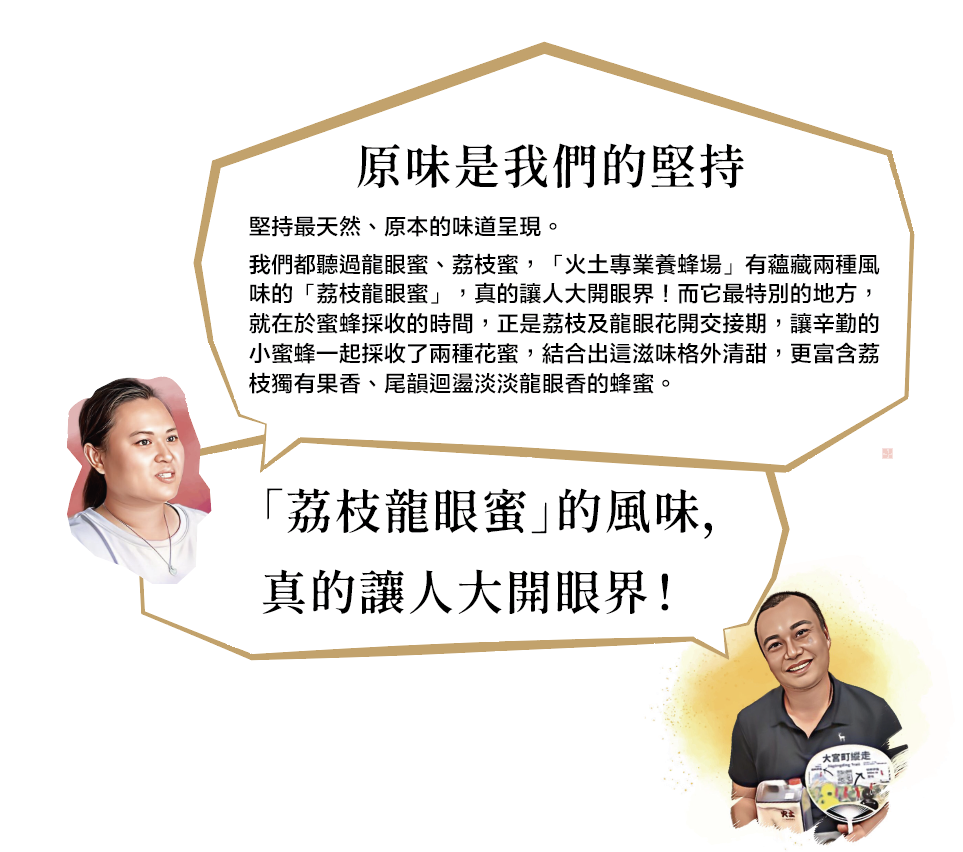 原味是我們的堅持
堅持最天然、原本的味道呈現。
我們都聽過龍眼蜜、荔枝蜜，「火土專業養蜂場」有蘊藏兩種風
味的「荔枝龍眼蜜」，真的讓人大開眼界！而它最特別的地方，
就在於蜜蜂採收的時間，正是荔枝及龍眼花開交接期，讓辛勤的
小蜜蜂一起採收了兩種花蜜，結合出這滋味格外清甜，更富含荔
枝獨有果香、尾韻迴盪淡淡龍眼香的蜂蜜。
「荔枝龍眼蜜」的風味,
真的讓人大開眼界！
大宮町縱走
火土